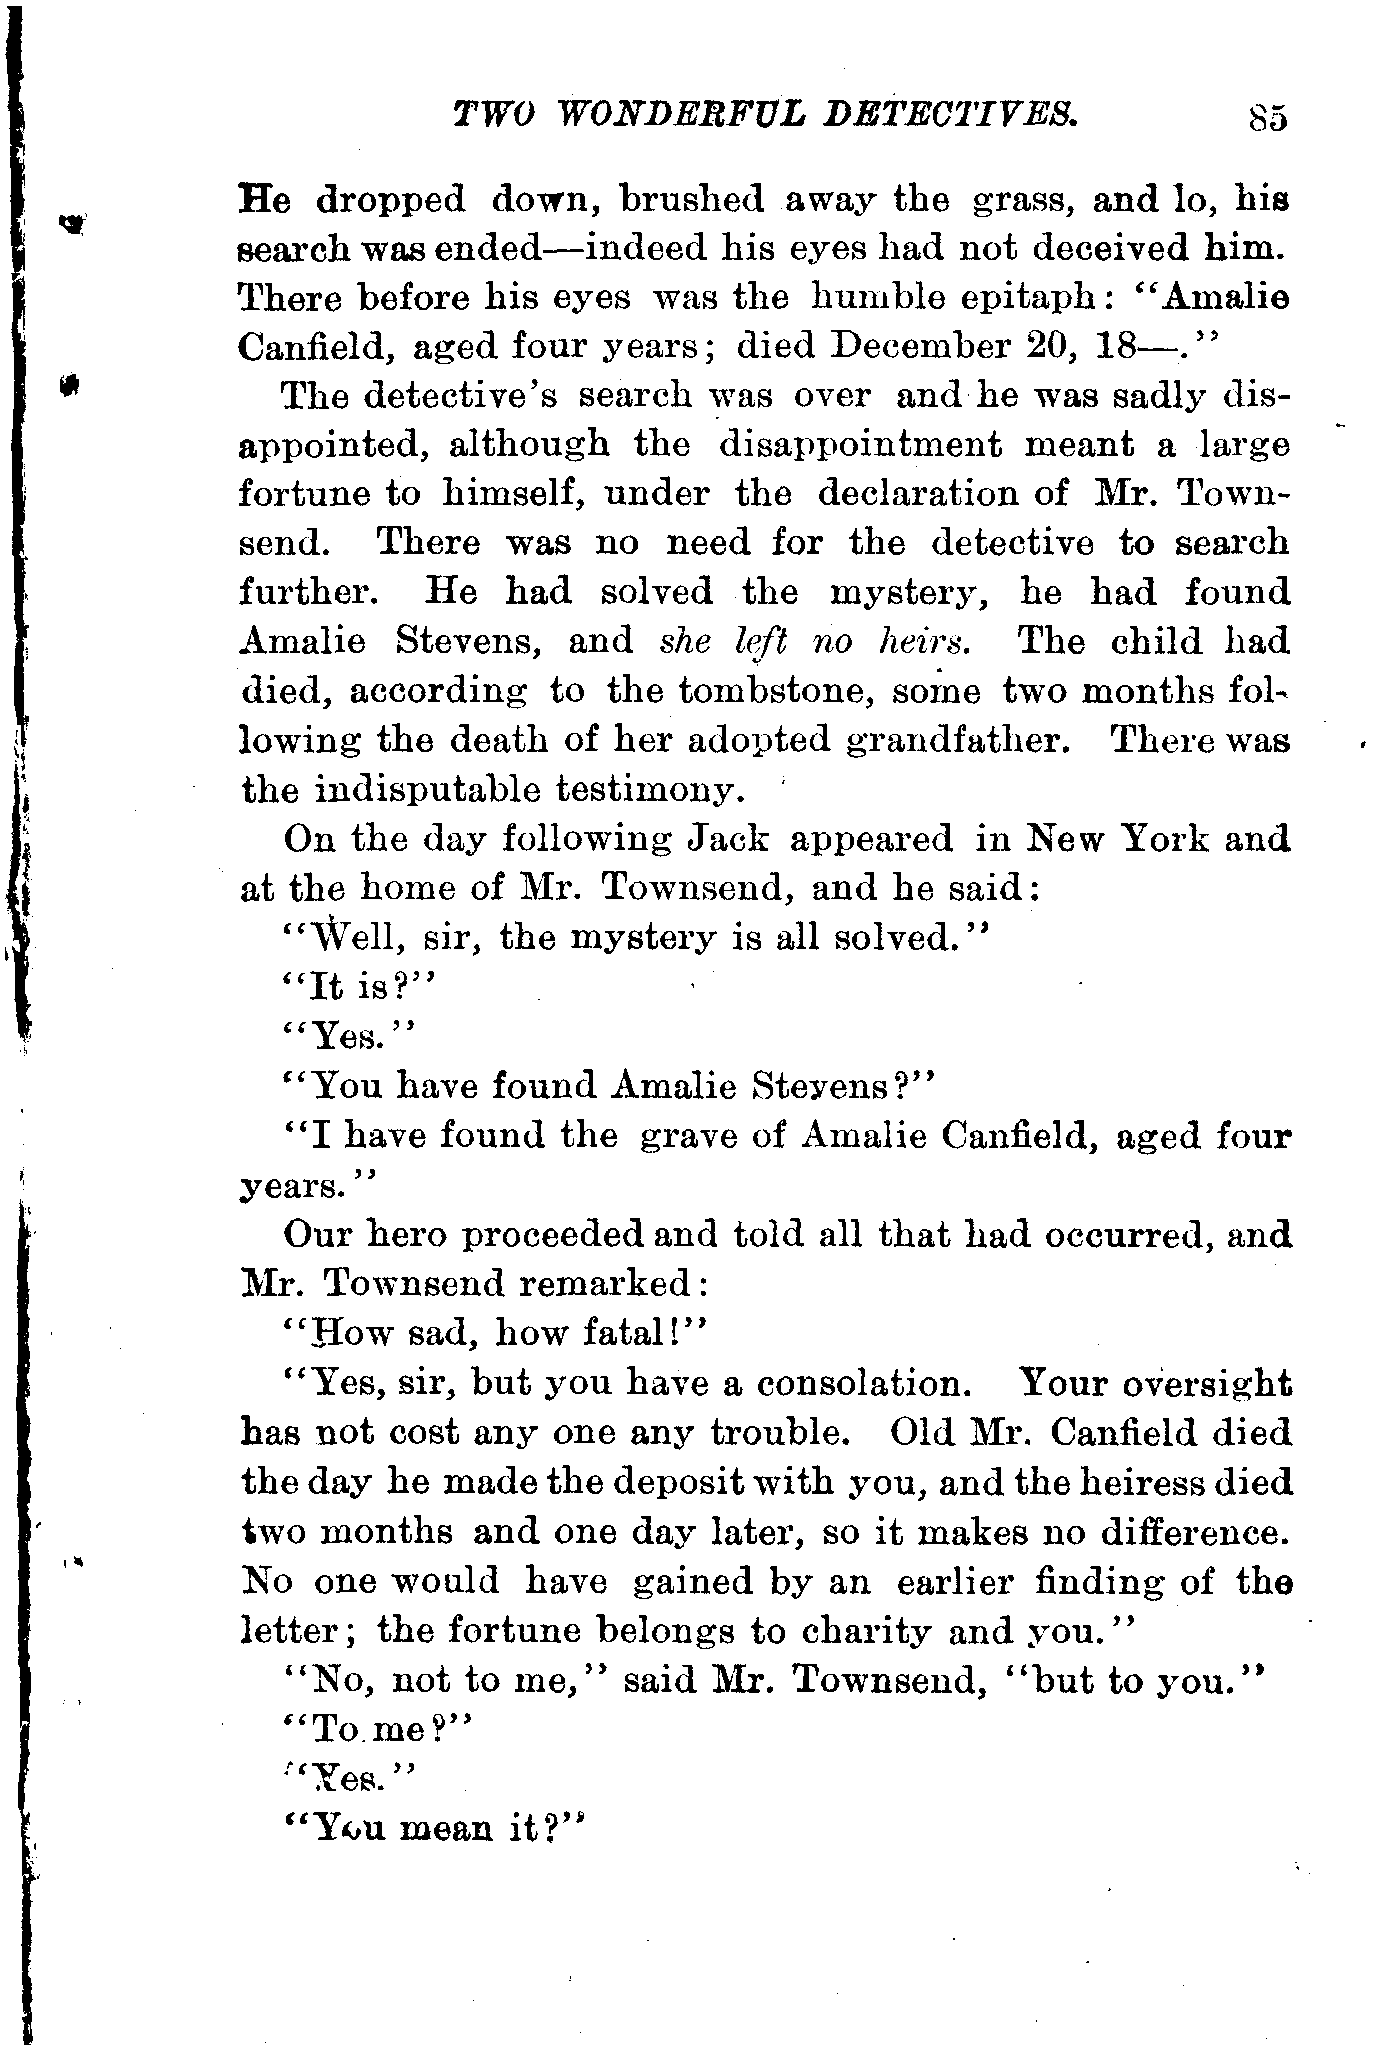 TWO WONDERFUL DETECTIVES. 85
He dropped down, brushed away the grass, and lo, his
search was ended—indeed his eyes had not deceived him.
There before his eyes was the humble epitaph: "Amalie
Canfield, aged four years; died December 20, 18—."
The detective's search was over and he was sadly dis-
appointed, although the disappointment meant a large
fortune to himself, under the declaration of Mr. Town-
send. There was no need for the detective to search
further. He had solved the mystery, he had found
Amalie Stevens, and she left no heirs. The child had
died, according to the tombstone, some two months fol-
lowing the death of her adopted grandfather. There was
the indisputable testimony.
On the day following Jack appeared in New York and
at the home of Mr. Townsend, and he said:
"Well, sir, the mystery is all solved."
"It is?"
"Yes."
"You have found Amalie Stevens?"
"I have found the grave of Amalie Canfield, aged four
years."
Our hero proceeded and told all that had occurred, and
Mr. Townsend remarked:
"How sad, how fatal!"
"Yes, sir, but you have a consolation. Your oversight
has not cost any one any trouble. Old Mr. Canfield died
the day he made the deposit with you, and the heiress died
two months and one day later, so it makes no difference.
No one would have gained by an earlier finding of the
letter; the fortune belongs to charity and you."
"No, not to me," said Mr. Townsend, "but to you."
"To me?"
"Yes."
"You mean it?"